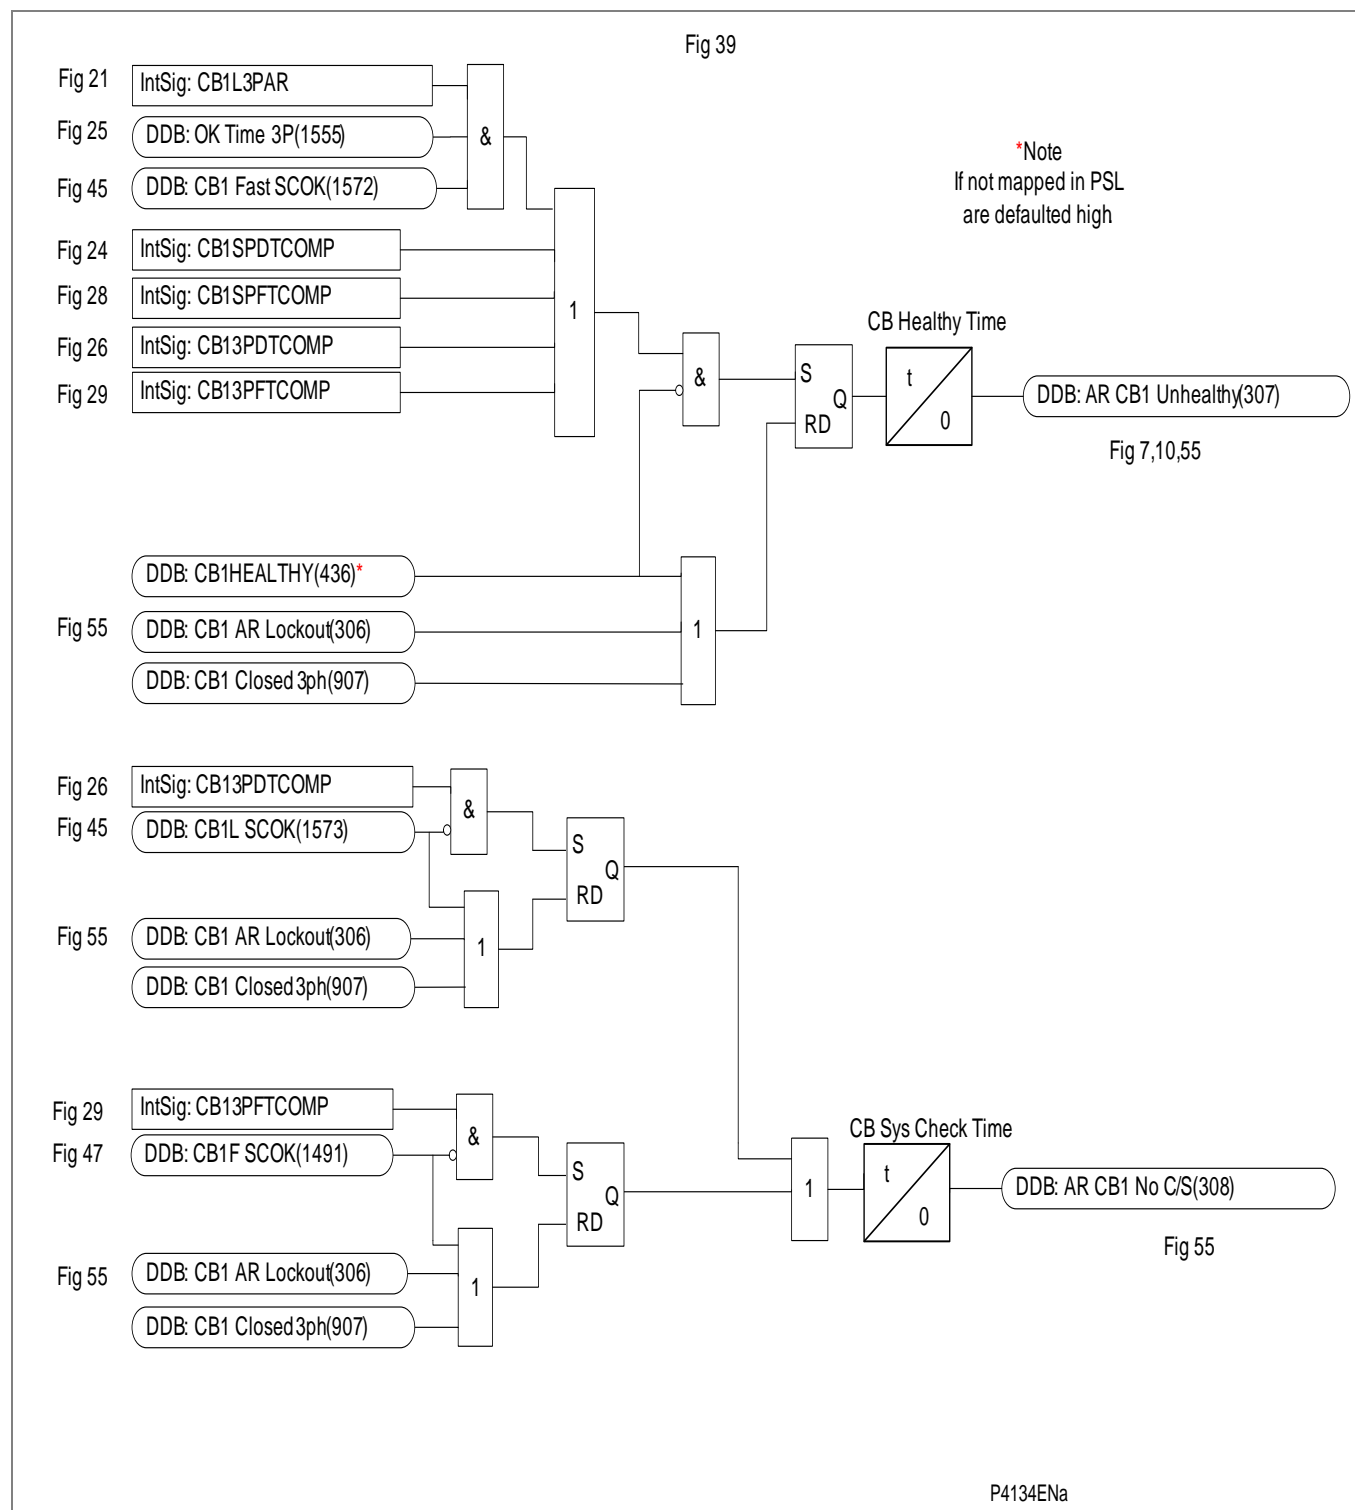 Fig 39
Fig 21
IntSig: CB1L3PAR
Fig 25
DDB: OK Time 3P(1555)
&
*Note
If not mapped in PSL
are defaulted high
Fig 45
DDB: CB1 Fast SCOK(1572)
Fig 24
IntSig: CB1SPDTCOMP
Fig 28
IntSig: CB1SPFTCOMP
1
Fig 26
IntSig: CB13PDTCOMP
Fig 29
IntSig: CB13PFTCOMP
&
S
Q
RD
CB Healthy Time
t
0
DDB: AR CB1 Unhealthy(307)
Fig 7,10,55
DDB: CB1HEALTHY(436)*
Fig 55
DDB: CB1 AR Lockout(306)
1
DDB: CB1 Closed 3ph(907)
Fig 26
IntSig: CB13PDTCOMP
&
Fig 45
DDB: CB1L SCOK(1573)
S
Q
RD
Fig 55
DDB: CB1 AR Lockout(306)
1
DDB: CB1 Closed 3ph(907)
Fig 29
IntSig: CB13PFTCOMP
&
Fig 47
DDB: CB1F SCOK(1491)
S
Q
RD
1
CB Sys Check Time
t
0
DDB: AR CB1 No C/S(308)
Fig 55
Fig 55
DDB: CB1 AR Lockout(306)
1
DDB: CB1 Closed 3ph(907)
P4134ENa